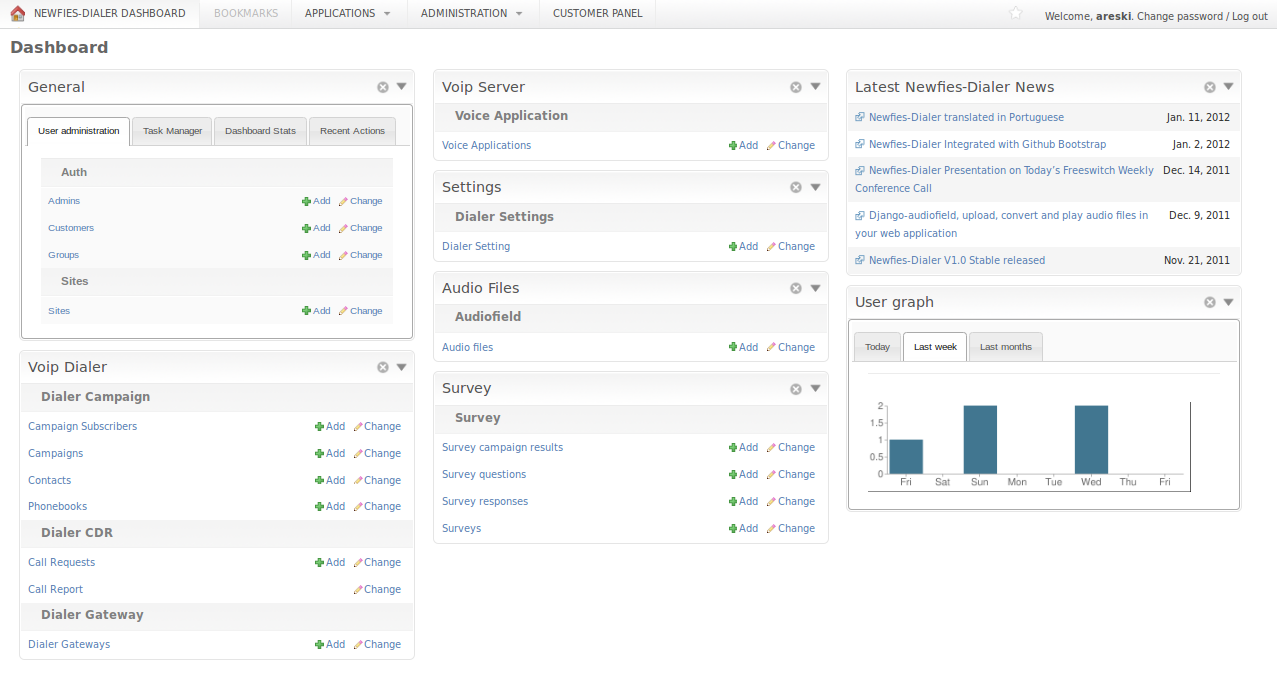 NEWFIES-DIALER DASHBOARD BOOKMARKS APPLICATIONS ADMINISTRATION CUSTOMER PANEL Welcome, areski. Change password / Log out
Dashboard
General
User administration Task Manager Dashboard Stats Recent Actions
Auth
Admins Add Change
Customers Add Change
Groups Add Change
Sites
Sites Add Change
Voip Dialer
Dialer Campaign
Campaign Subscribers Add Change
Campaigns Add Change
Contacts Add Change
Phonebooks Add Change
Dialer CDR
Call Requests Add Change
Call Report Change
Dialer Gateway
Dialer Gateways Add Change
Voip Server
Voice Application
Voice Applications Add Change
Settings
Dialer Settings
Dialer Setting Add Change
Audio Files
Audiofield
Audio files Add Change
Survey
Survey
Survey campaign results Add Change
Survey questions Add Change
Survey responses Add Change
Surveys Add Change
Latest Newfies-Dialer News
Newfies-Dialer translated in Portuguese Jan. 11, 2012
Newfies-Dialer Integrated with Github Bootstrap Jan. 2, 2012
Newfies-Dialer Presentation on Today's Freeswitch Weekly Dec. 14, 2011
Conference Call
Django-audiofield, upload, convert and play audio files in Dec. 9, 2011
your web application
Newfies-Dialer V1.0 Stable released Nov. 21, 2011
User graph
Today Last week Last months
2
1.5
1
0.5
0
Fri Sat Sun Mon Tue Wed Thu Fri